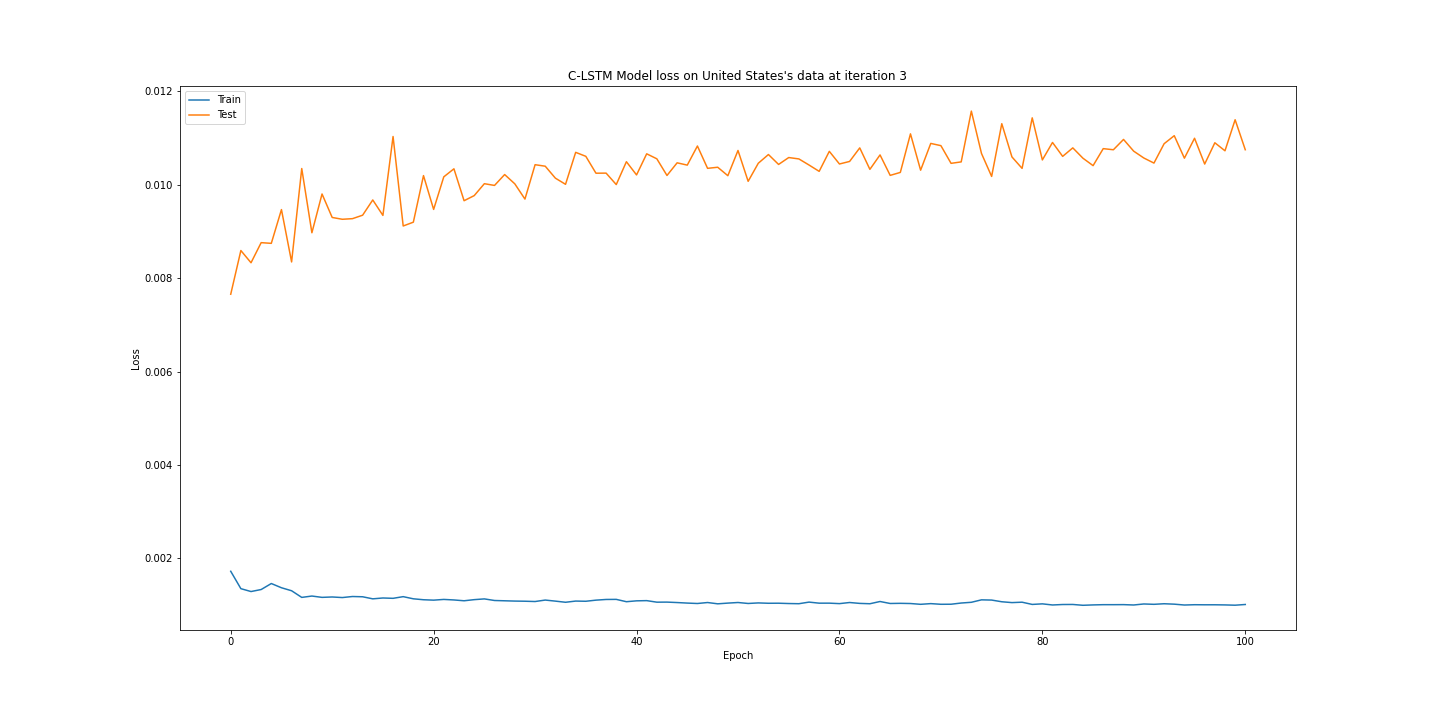 C-LSTM Model loss on United States's data at iteration 3
Train
Test
0.012
0.010
0.008
0.006
0.004
0.002
Loss
0 20 40 60 80 100
Epoch